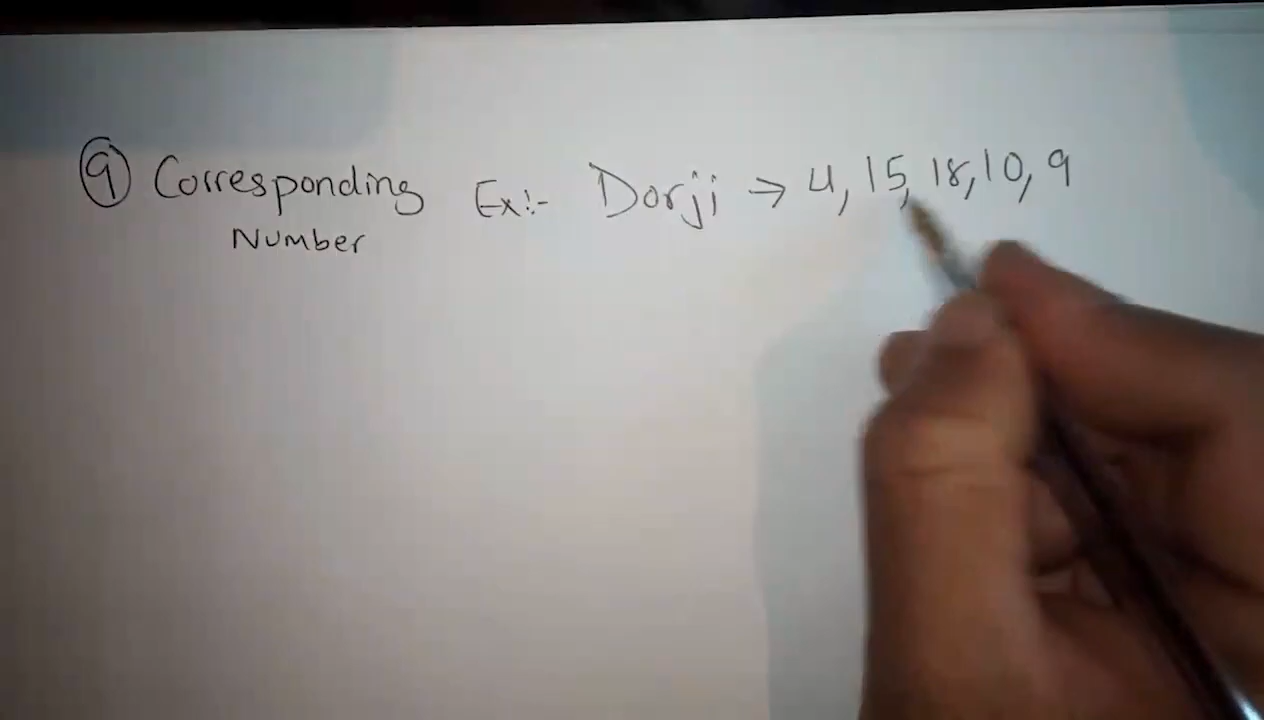 9 Corresponding Ex:- Dorji → 4, 15, 18, 10, 9
Number